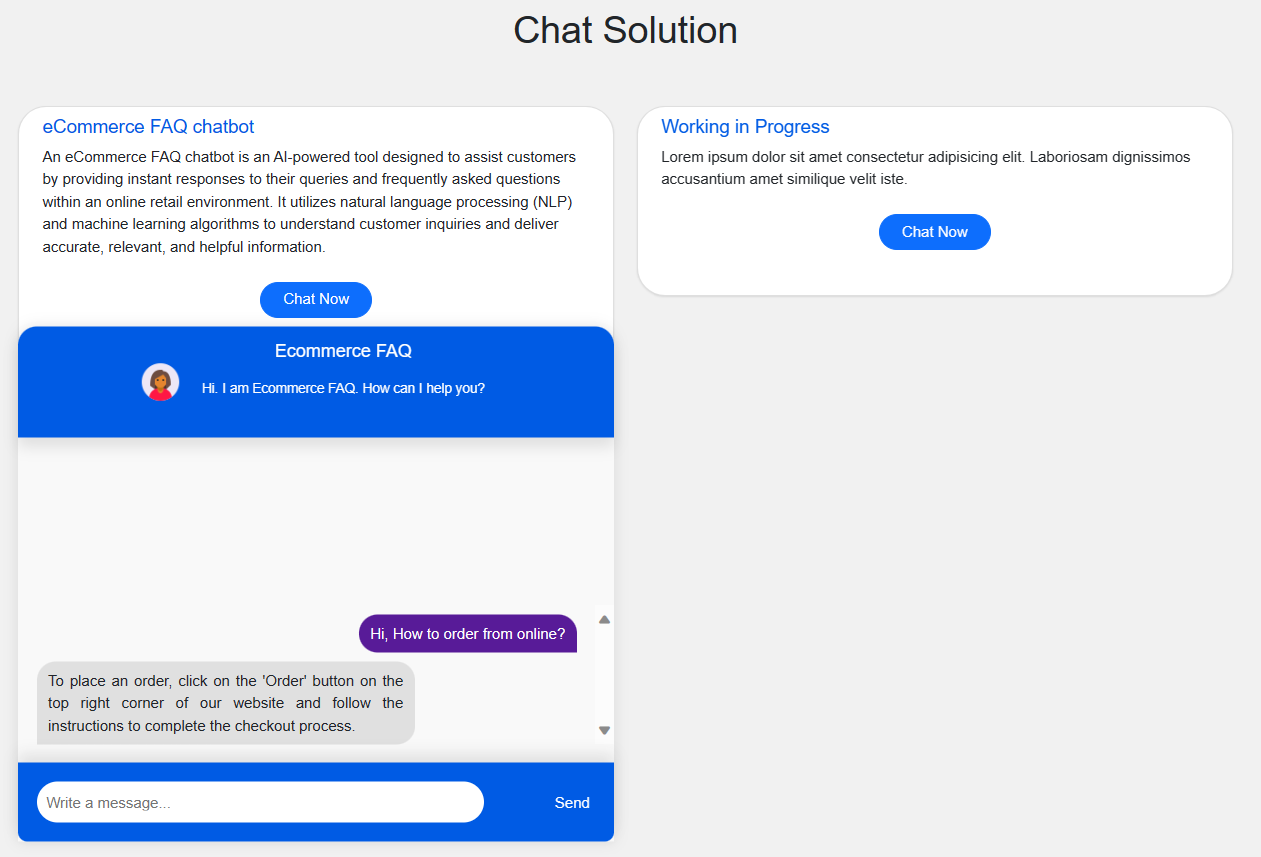 Chat Solution
eCommerce FAQ chatbot
An eCommerce FAQ chatbot is an AI-powered tool designed to assist customers
by providing instant responses to their queries and frequently asked questions
within an online retail environment. It utilizes natural language processing (NLP)
and machine learning algorithms to understand customer inquiries and deliver
accurate, relevant, and helpful information.
Chat Now
Ecommerce FAQ
Hi. I am Ecommerce FAQ. How can I help you?
Hi, How to order from online?
To place an order, click on the 'Order' button on the
top right corner of our website and follow the
instructions to complete the checkout process.
Write a message...
Send
Working in Progress
Lorem ipsum dolor sit amet consectetur adipisicing elit. Laboriosam dignissimos
accusantium amet similique velit iste.
Chat Now